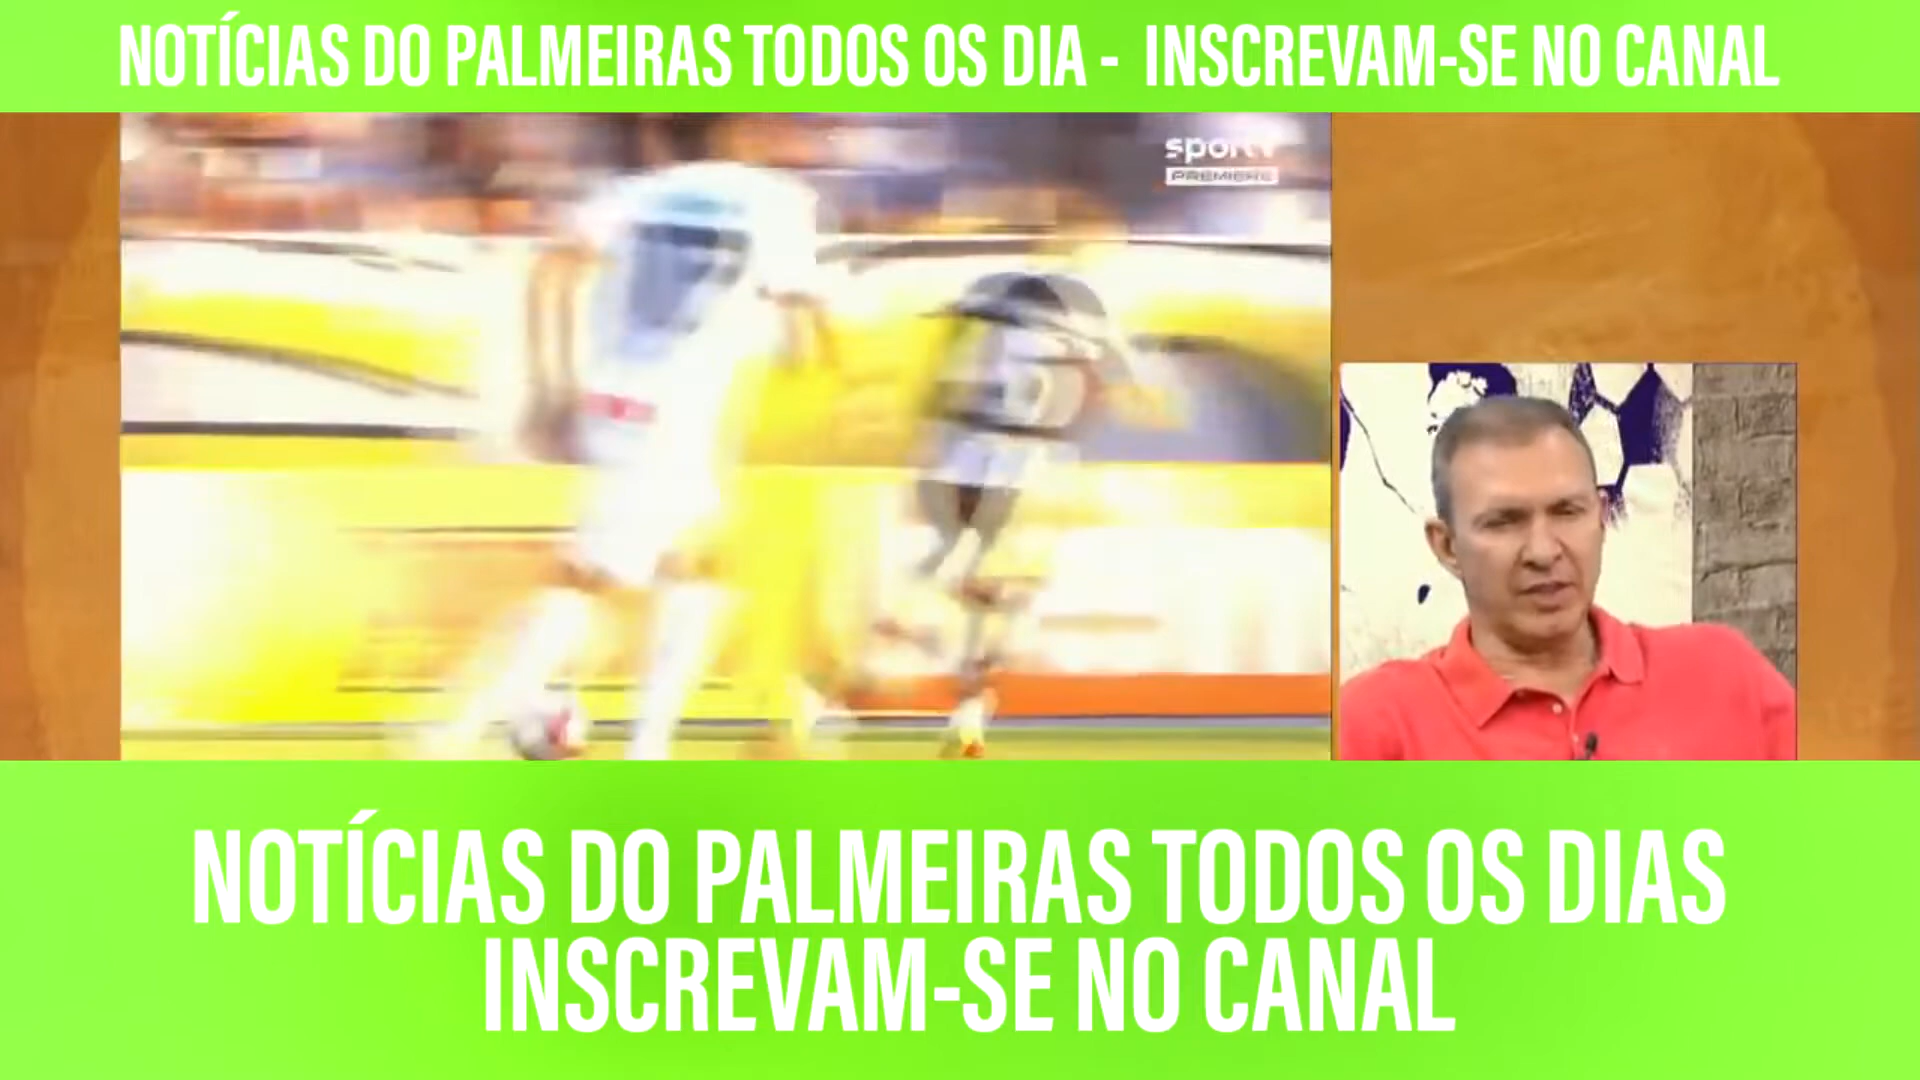 NOTÍCIAS DO PALMEIRAS TODOS OS DIA - INSCREVAM-SE NO CANAL
sporTV
PREMIERE
NOTÍCIAS DO PALMEIRAS TODOS OS DIAS
INSCREVAM-SE NO CANAL